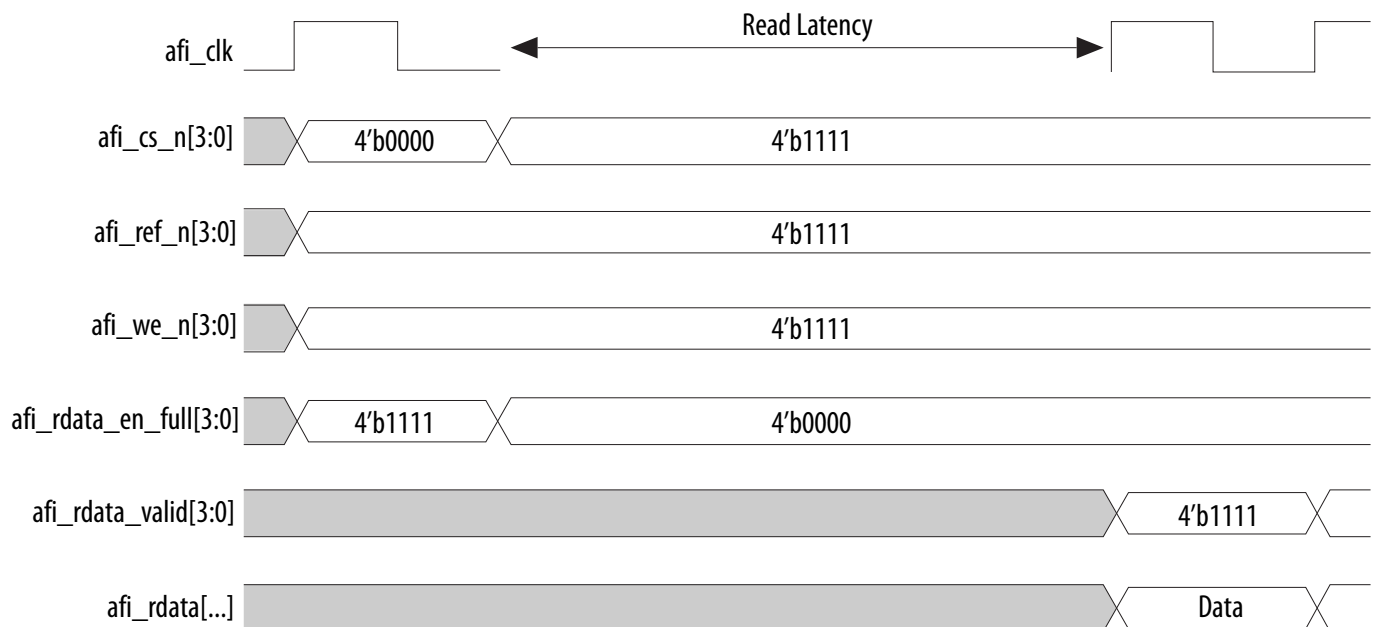 Read Latency
afi_clk
afi_cs_n[3:0] 4’b0000 4’b1111
afi_ref_n[3:0] 4’b1111
afi_we_n[3:0] 4’b1111
afi_rdata_en_full[3:0] 4’b1111 4’b0000
afi_rdata_valid[3:0] 4’b1111
afi_rdata[...] Data